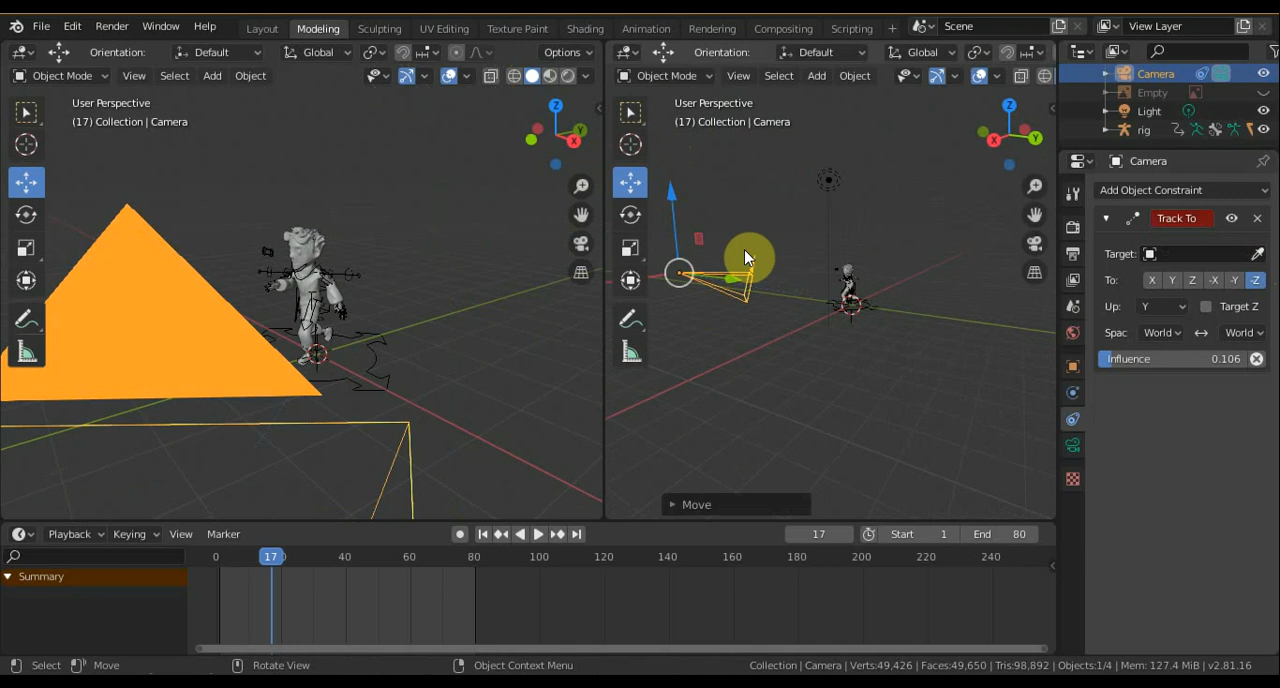 File Edit Render Window Help Layout Modeling Sculpting UV Editing Texture Paint Shading Animation Rendering Compositing Scripting + Scene View Layer
Orientation: Default Global Options
Object Mode View Select Add Object
User Perspective
(17) Collection | Camera
Z
Y
X
Orientation: Default Global
Object Mode View Select Add Object
User Perspective
(17) Collection | Camera
Z
X
Y
Move
Camera
Empty
Light
rig
Camera
Add Object Constraint
Track To
Target:
To: X Y Z -X -Y -Z
Up: Y Target Z
Spac World World
Influence 0.106
Playback Keying View Marker 17 Start 1 End 80
0 17 40 60 80 100 120 140 160 180 200 220 240
Summary
Select Move Rotate View Object Context Menu Collection | Camera | Verts:49,426 | Faces:49,650 | Tris:98,892 | Objects:1/4 | Mem: 127.4 MiB | v2.81.16